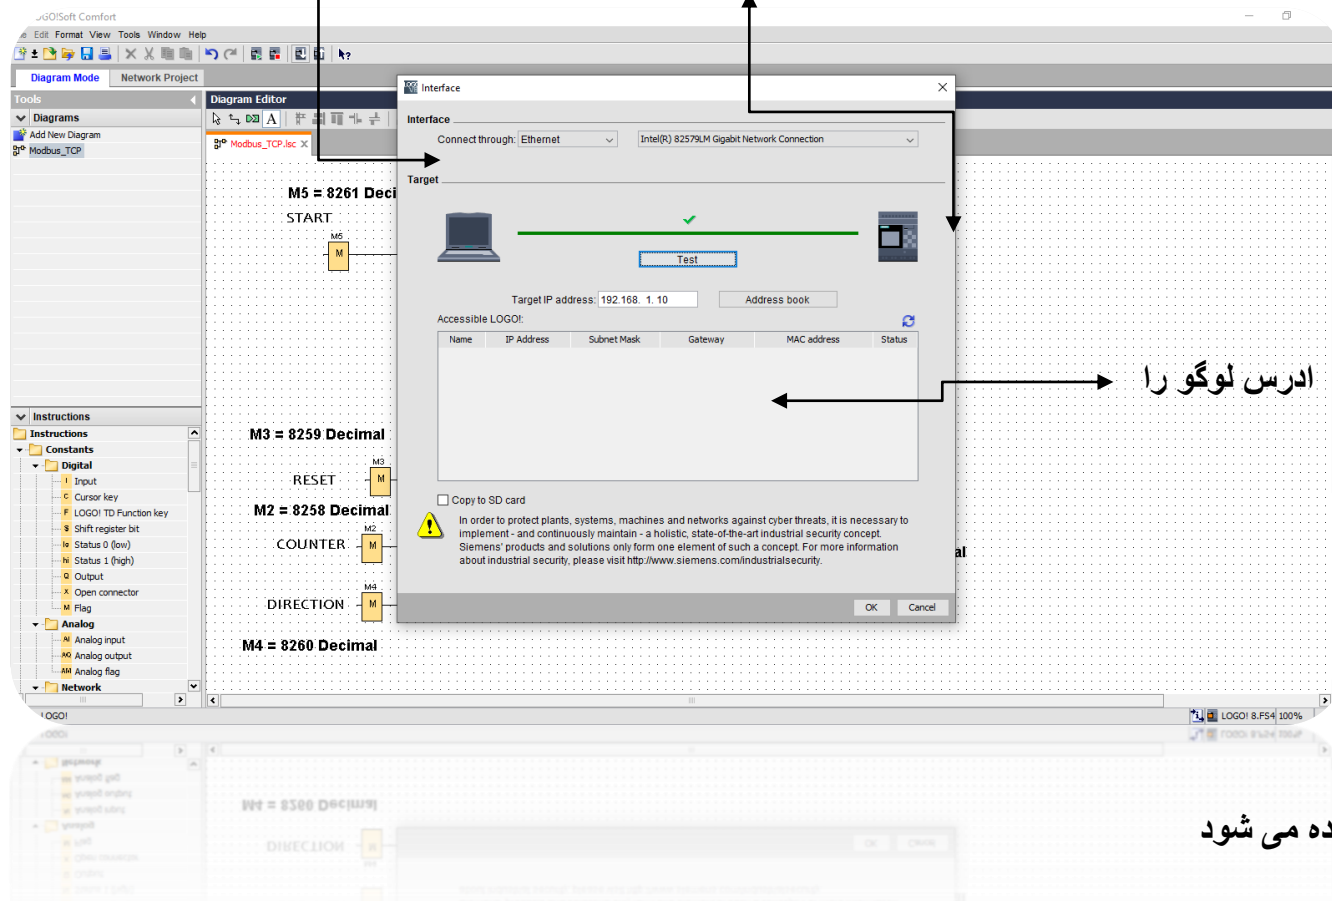 OGO!Soft Comfort
Edit Format View Tools Window Help
Diagram Mode Network Project
Tools
Diagram Editor
Diagrams
Add New Diagram
Modbus_TCP
Modbus_TCP.lsc
M5 = 8261 Deci
START
M5
M
Interface
Interface
Connect through: Ethernet Intel(R) 82579LM Gigabit Network Connection
Target
Test
Target IP address: 192.168. 1. 10 Address book
Accessible LOGO!:
Name IP Address Subnet Mask Gateway MAC address Status
ادرس لوگو را
Copy to SD card
In order to protect plants, systems, machines and networks against cyber threats, it is necessary to
implement - and continuously maintain - a holistic, state-of-the-art industrial security concept.
Siemens' products and solutions only form one element of such a concept. For more information
about industrial security, please visit http://www.siemens.com/industrialsecurity.
OK Cancel
al
M3 = 8259 Decimal
M3
RESET M
M2 = 8258 Decimal
M2
COUNTER M
M4
DIRECTION M
M4 = 8260 Decimal
Instructions
Instructions
Constants
Digital
I Input
C Cursor key
F LOGO! TD Function key
S Shift register bit
lo Status 0 (low)
hi Status 1 (high)
Q Output
X Open connector
M Flag
Analog
AI Analog input
AQ Analog output
AM Analog flag
Network
OGO!
LOGO! 8.FS4 100%
ده می شود